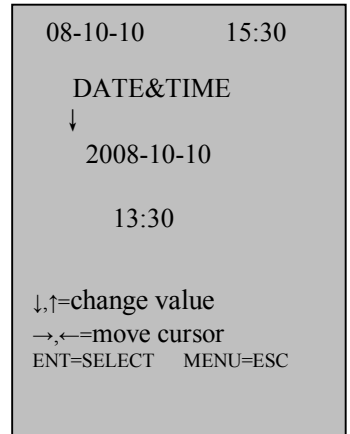 08-10-10 15:30
DATE&TIME
↓
2008-10-10
13:30
↓,↑=change value
→,←=move cursor
ENT=SELECT MENU=ESC